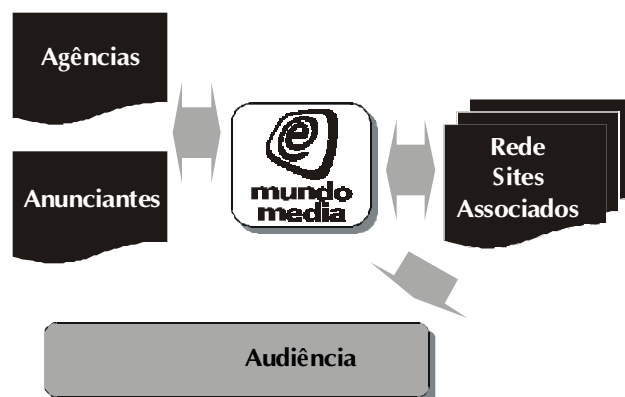 Agências
Anunciantes
e
mundo
media
Rede
Sites
Associados
Audiência